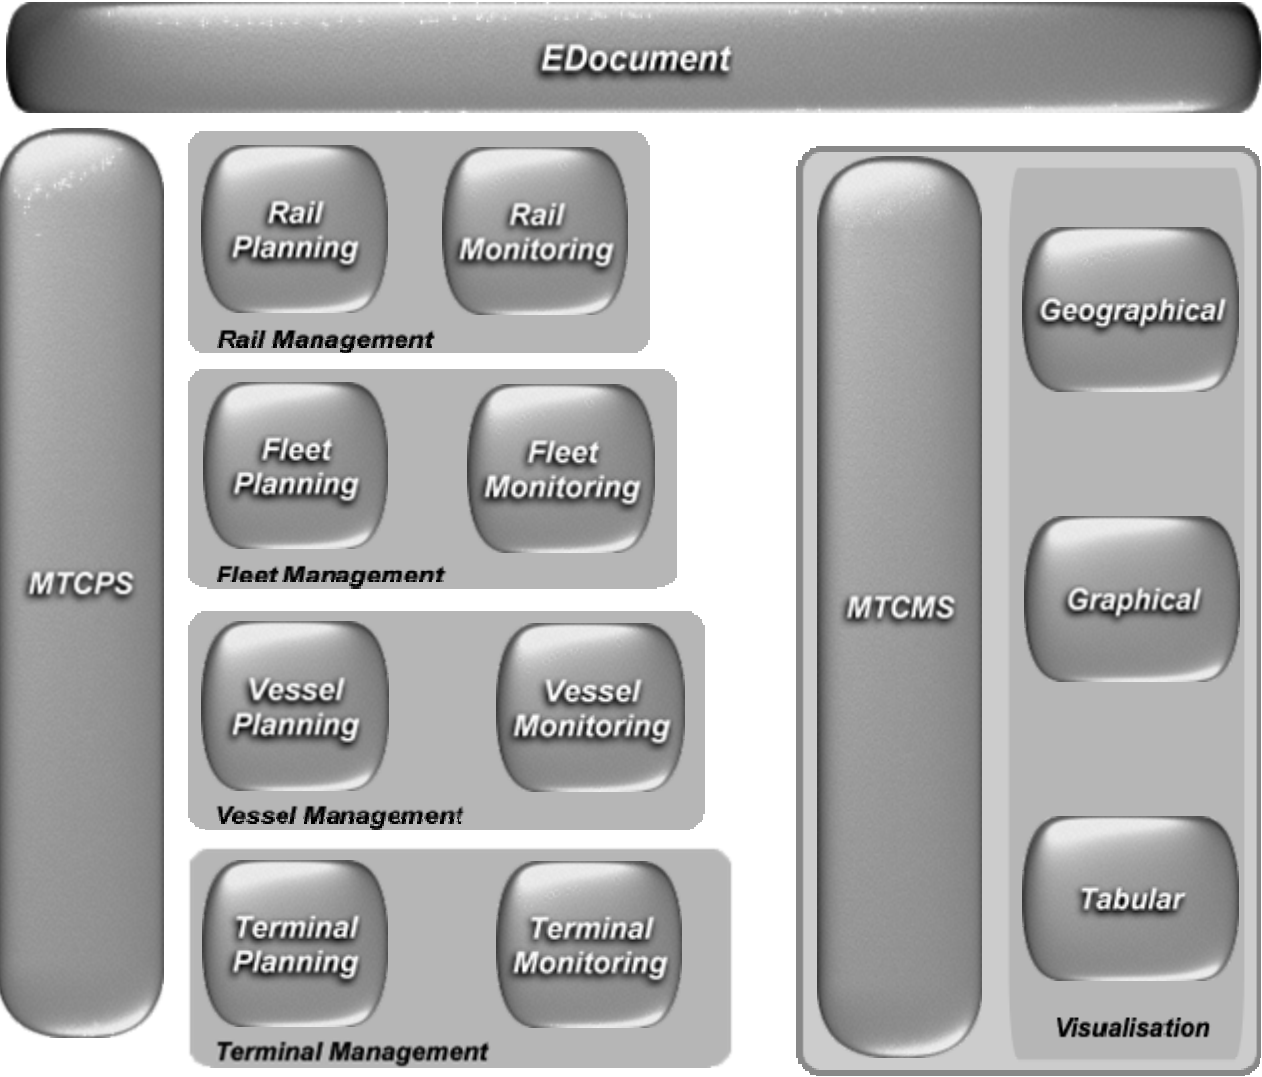 EDocument
MTCPS
Rail
Planning
Rail
Monitoring
Rail Management
Fleet
Planning
Fleet
Monitoring
Fleet Management
Vessel
Planning
Vessel
Monitoring
Vessel Management
Terminal
Planning
Terminal
Monitoring
Terminal Management
MTCMS
Geographical
Graphical
Tabular
Visualisation